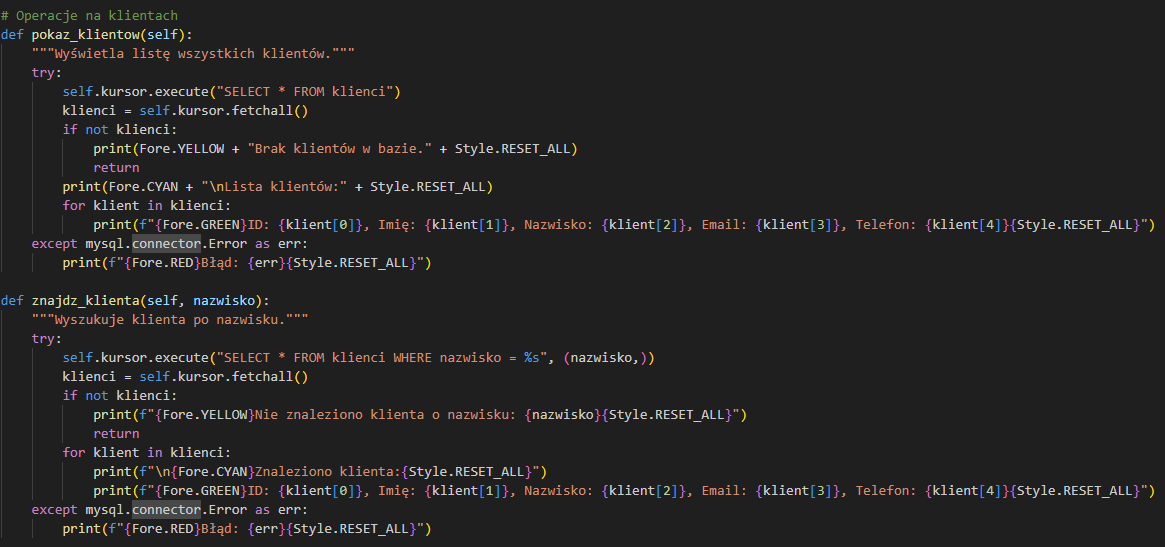 # Operacje na klientach
def pokaz_klientow(self):
    """Wyświetla listę wszystkich klientów."""
    try:
        self.kursor.execute("SELECT * FROM klienci")
        klienci = self.kursor.fetchall()
        if not klienci:
            print(Fore.YELLOW + "Brak klientów w bazie." + Style.RESET_ALL)
            return
        print(Fore.CYAN + "\nLista klientów:" + Style.RESET_ALL)
        for klient in klienci:
            print(f"{Fore.GREEN}ID: {klient[0]}, Imię: {klient[1]}, Nazwisko: {klient[2]}, Email: {klient[3]}, Telefon: {klient[4]}{Style.RESET_ALL}")
    except mysql.connector.Error as err:
        print(f"{Fore.RED}Błąd: {err}{Style.RESET_ALL}")

def znajdz_klienta(self, nazwisko):
    """Wyszukuje klienta po nazwisku."""
    try:
        self.kursor.execute("SELECT * FROM klienci WHERE nazwisko = %s", (nazwisko,))
        klienci = self.kursor.fetchall()
        if not klienci:
            print(f"{Fore.YELLOW}Nie znaleziono klienta o nazwisku: {nazwisko}{Style.RESET_ALL}")
            return
        for klient in klienci:
            print(f"\n{Fore.CYAN}Znaleziono klienta:{Style.RESET_ALL}")
            print(f"{Fore.GREEN}ID: {klient[0]}, Imię: {klient[1]}, Nazwisko: {klient[2]}, Email: {klient[3]}, Telefon: {klient[4]}{Style.RESET_ALL}")
    except mysql.connector.Error as err:
        print(f"{Fore.RED}Błąd: {err}{Style.RESET_ALL}")